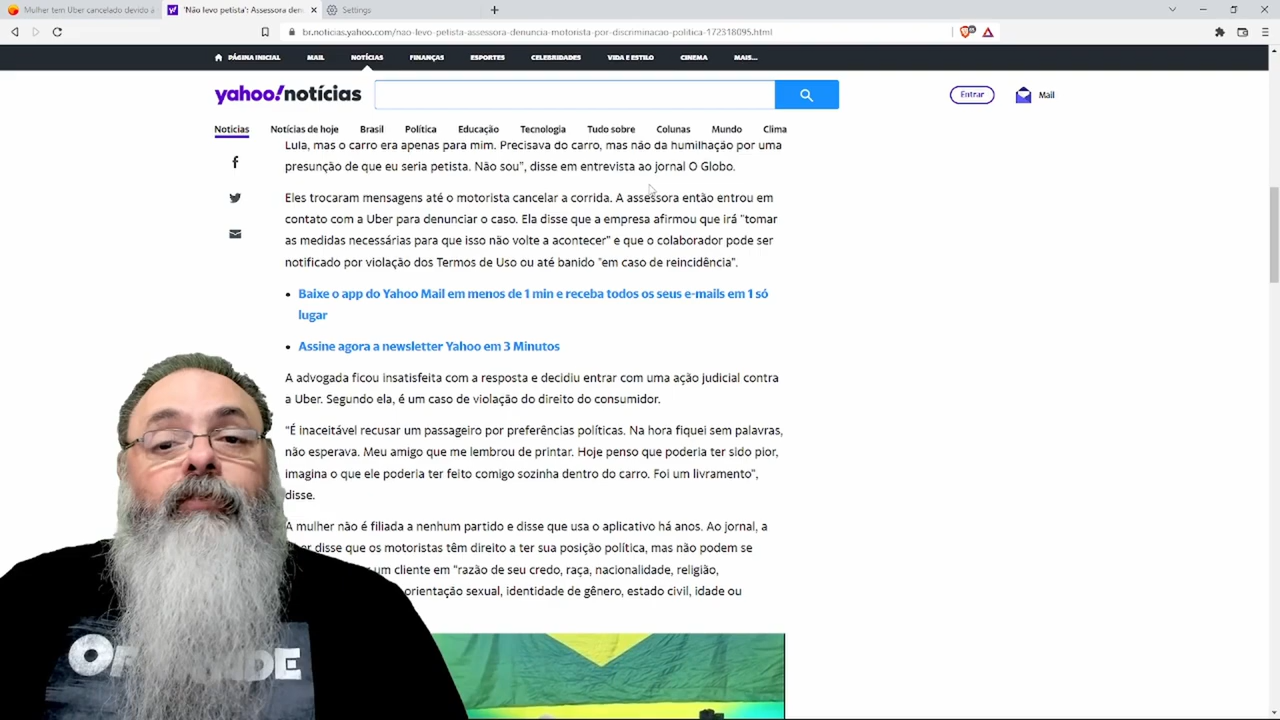 Mulher tem Uber cancelado devido à
'Não levo petista': Assessora den
Settings
br.noticias.yahoo.com/nao-levo-petista-assessora-denuncia-motorista-por-discriminacao-politica-172318095.html
PÁGINA INICIAL MAIL NOTÍCIAS FINANÇAS ESPORTES CELEBRIDADES VIDA E ESTILO CINEMA MAIS...
yahoo!notícias
Entrar
Mail
Notícias Notícias de hoje Brasil Política Educação Tecnologia Tudo sobre Colunas Mundo Clima
Lula, mas o carro era apenas para mim. Precisava do carro, mas não da humilhação por uma
presunção de que eu seria petista. Não sou”, disse em entrevista ao jornal O Globo.
Eles trocaram mensagens até o motorista cancelar a corrida. A assessora então entrou em
contato com a Uber para denunciar o caso. Ela disse que a empresa afirmou que irá "tomar
as medidas necessárias para que isso não volte a acontecer" e que o colaborador pode ser
notificado por violação dos Termos de Uso ou até banido "em caso de reincidência".
Baixe o app do Yahoo Mail em menos de 1 min e receba todos os seus e-mails em 1 só
lugar
Assine agora a newsletter Yahoo em 3 Minutos
A advogada ficou insatisfeita com a resposta e decidiu entrar com uma ação judicial contra
a Uber. Segundo ela, é um caso de violação do direito do consumidor.
“É inaceitável recusar um passageiro por preferências políticas. Na hora fiquei sem palavras,
não esperava. Meu amigo que me lembrou de printar. Hoje penso que poderia ter sido pior,
imagina o que ele poderia ter feito comigo sozinha dentro do carro. Foi um livramento”,
disse.
A mulher não é filiada a nenhum partido e disse que usa o aplicativo há anos. Ao jornal, a
disse que os motoristas têm direito a ter sua posição política, mas não podem se
um cliente em “razão de seu credo, raça, nacionalidade, religião,
orientação sexual, identidade de gênero, estado civil, idade ou